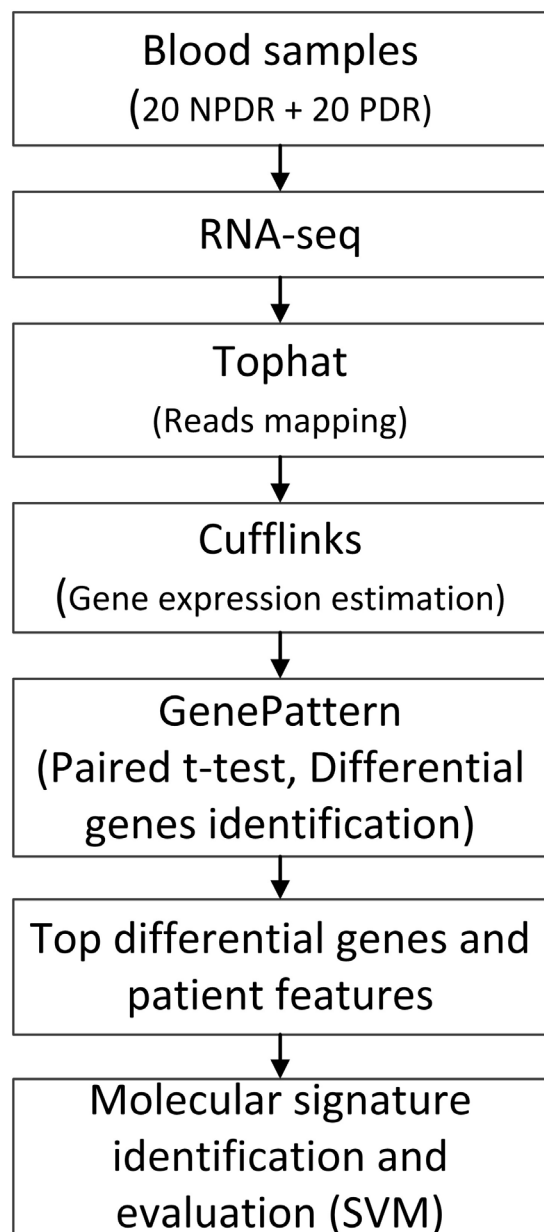 Blood samples
(20 NPDR + 20 PDR)
RNA-seq
Tophat
(Reads mapping)
Cufflinks
(Gene expression estimation)
GenePattern
(Paired t-test, Differential
genes identification)
Top differential genes and
patient features
Molecular signature
identification and
evaluation (SVM)